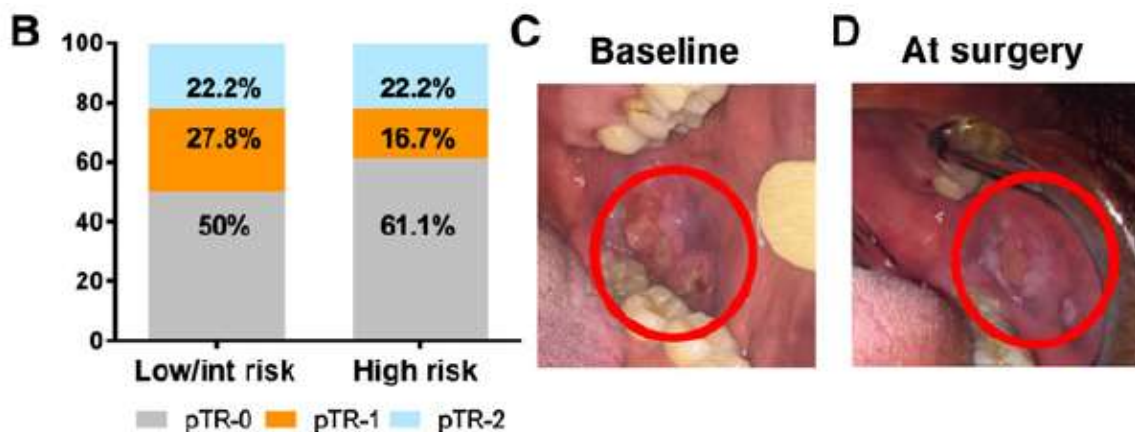 B
100
80
60
40
20
0
22.2%
27.8%
50%
22.2%
16.7%
61.1%
Low/int risk
High risk
pTR-0
pTR-1
pTR-2
C
Baseline
D
At surgery